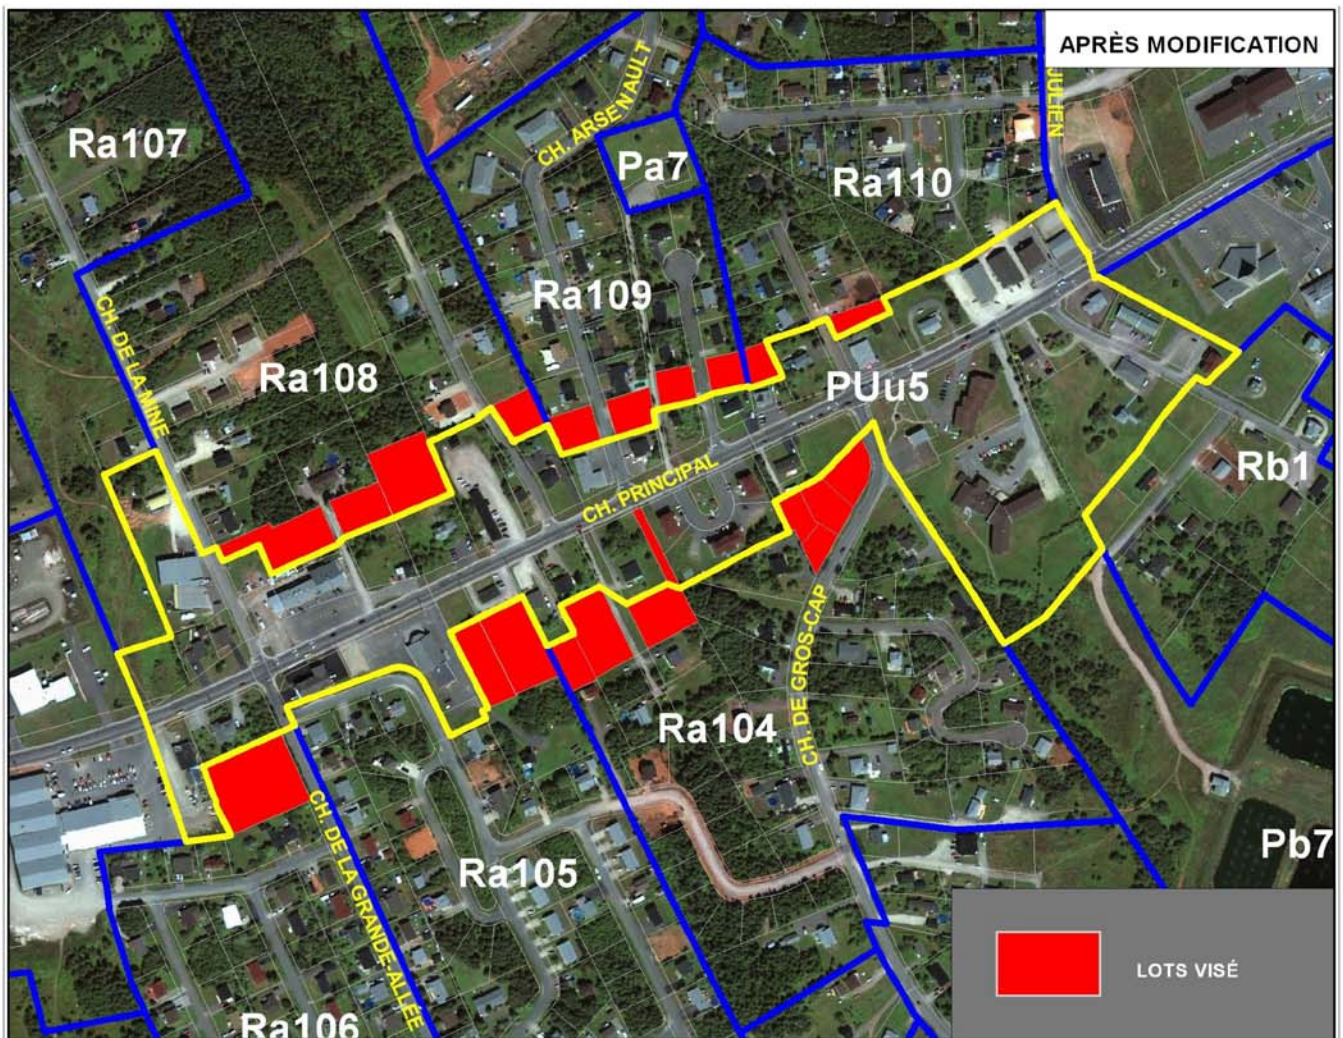 APRÈS MODIFICATION
CH. ARSENAULT
JULIEN
Ra107
Pa7
Ra110
CH. DE LA MINE
Ra109
Ra108
PUu5
CH. PRINCIPAL
Rb1
CH. DE GROS-CAP
Ra104
CH. DE LA GRANDE-ALLÉE
Ra105
Pb7
LOTS VISÉ
Ra106